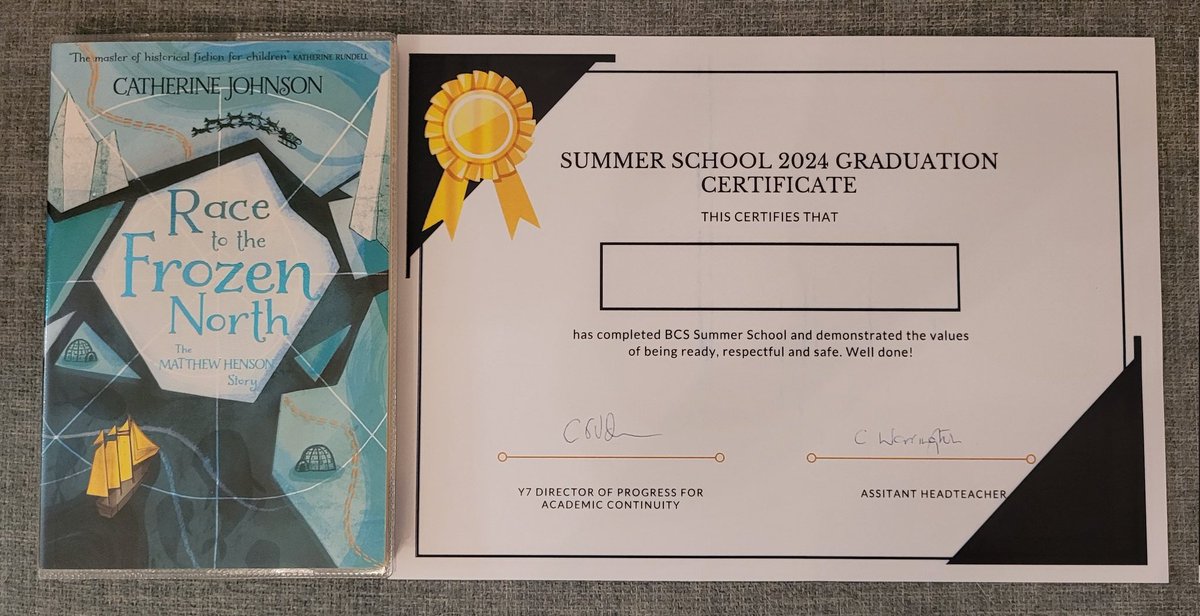 "The master of historical fiction for children" KATHERINE RUNDELL
CATHERINE JOHNSON
Race
to the
Frozen
North
The
MATTHEW HENSON
Story
SUMMER SCHOOL 2024 GRADUATION
CERTIFICATE
THIS CERTIFIES THAT
has completed BCS Summer School and demonstrated the values
of being ready, respectful and safe. Well done!
C Warrington
Y7 DIRECTOR OF PROGRESS FOR
ACADEMIC CONTINUITY
ASSITANT HEADTEACHER